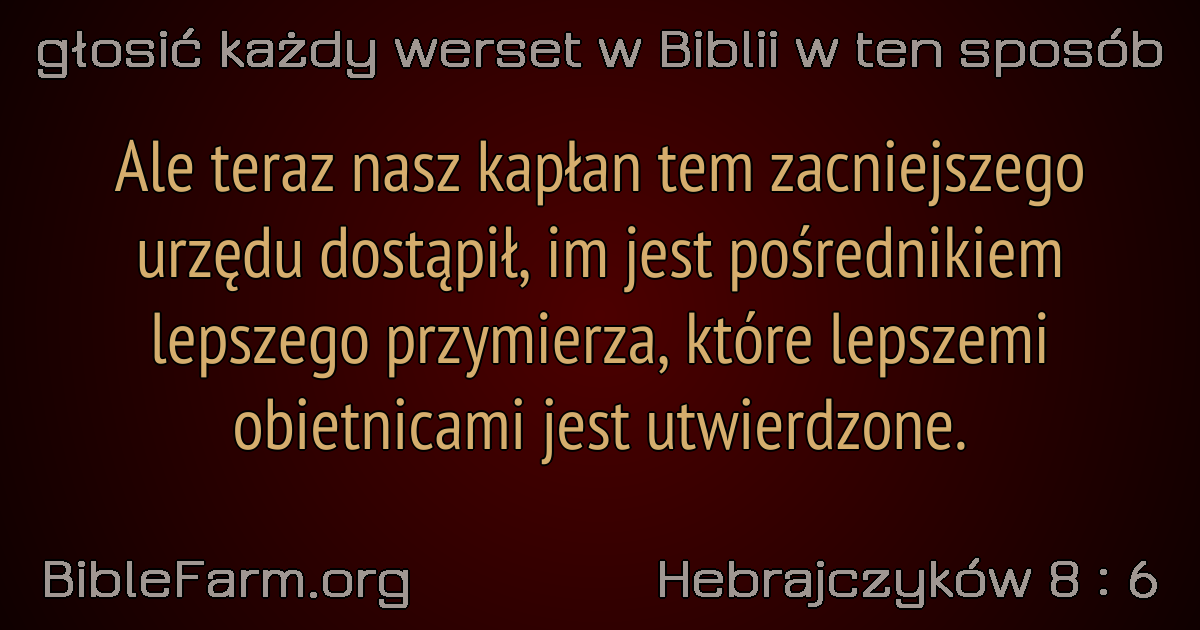 głosić każdy werset w Biblii w ten sposób
Ale teraz nasz kapłan tem zacniejszego
urzędu dostąpił, im jest pośrednikiem
lepszego przymierza, które lepszemi
obietnicami jest utwierdzone.
BibleFarm.org
Hebrajczyków 8 : 6